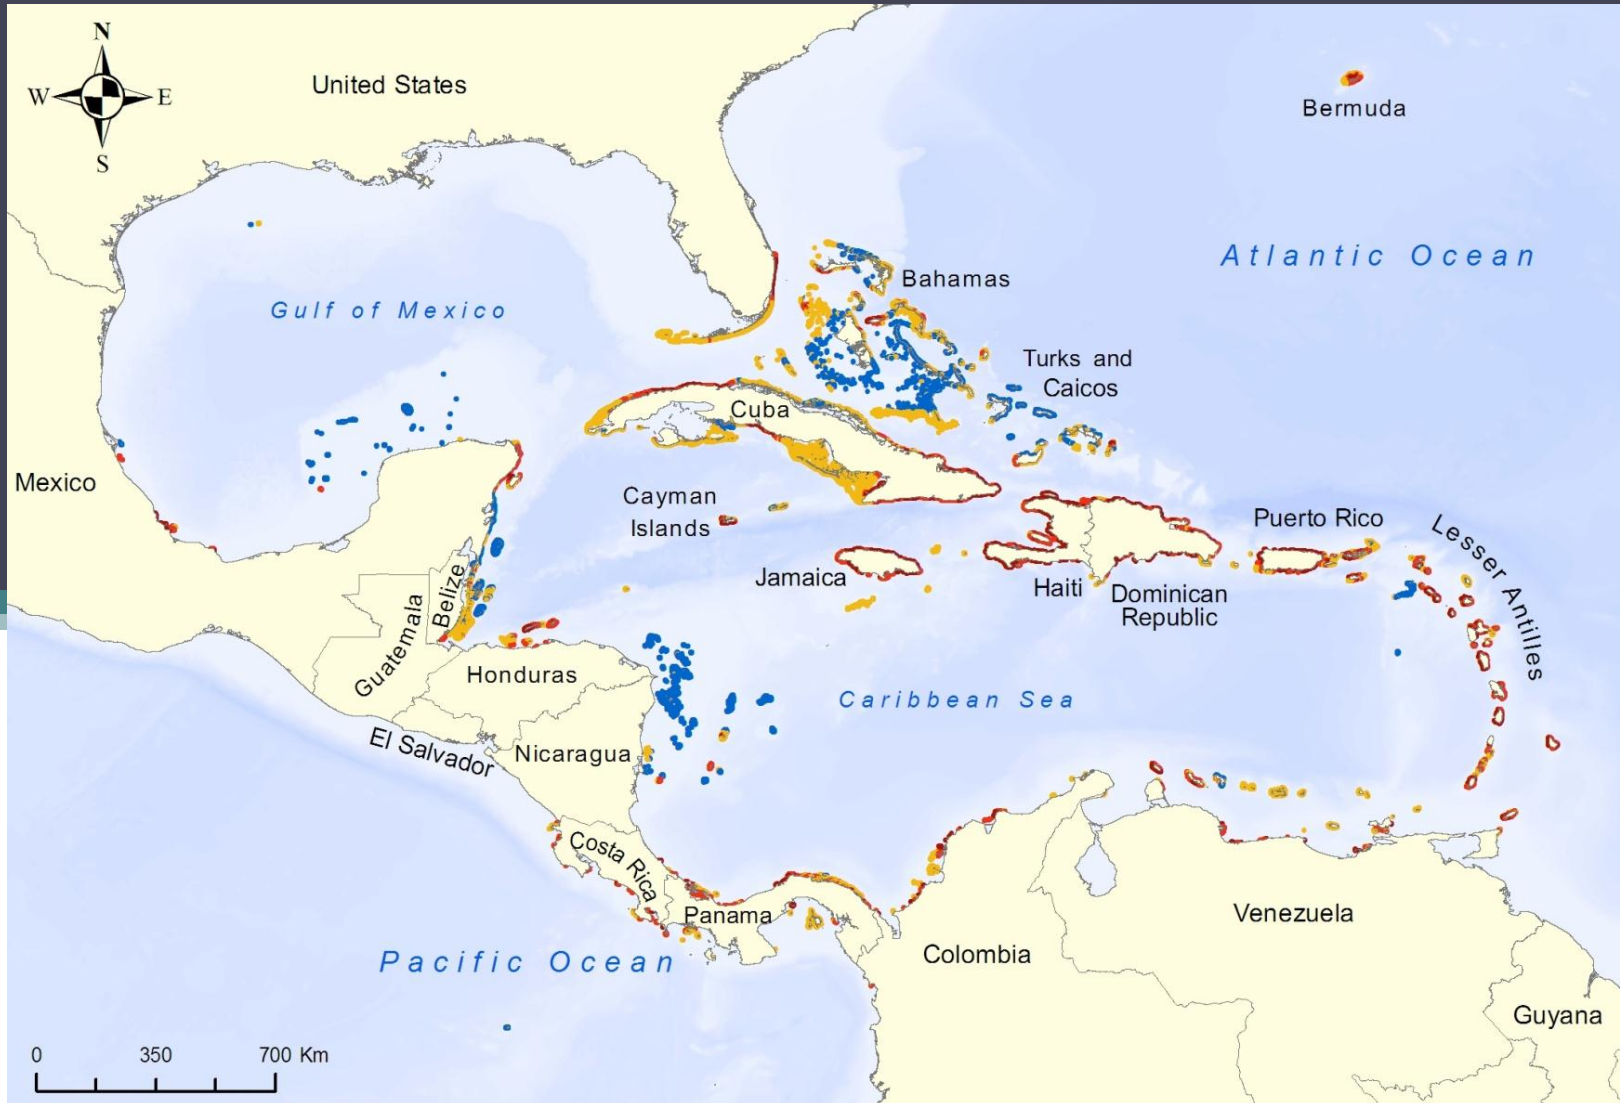 N
W
E
S
United States
Bermuda
Atlantic Ocean
Bahamas
Gulf of Mexico
Turks and
Caicos
Cuba
Mexico
Cayman
Islands
Puerto Rico
Lesser Antilles
Jamaica
Haiti
Dominican
Republic
Belize
Guatemala
Honduras
Caribbean Sea
El Salvador
Nicaragua
Costa Rica
Panama
Venezuela
Colombia
Pacific Ocean
Guyana
0 350 700 Km